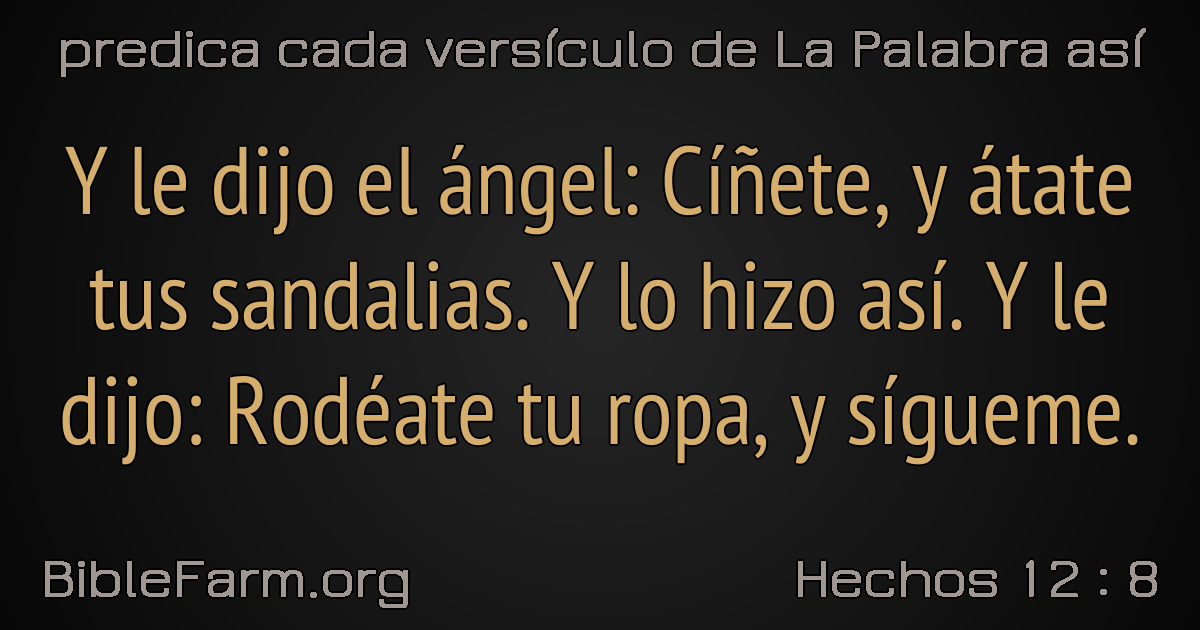 predica cada versículo de La Palabra así
Y le dijo el ángel: Cíñete, y átate
tus sandalias. Y lo hizo así. Y le
dijo: Rodéate tu ropa, y sígueme.
BibleFarm.org
Hechos 12 : 8